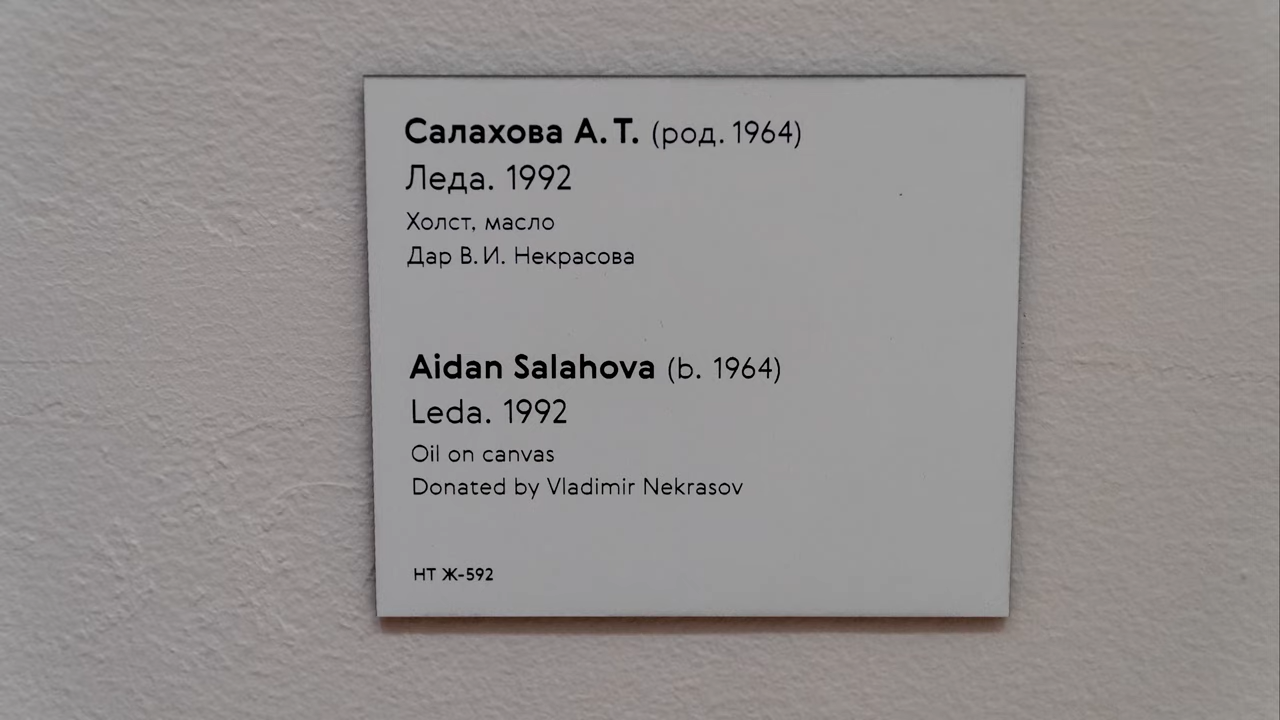 Салахова А. Т. (род. 1964)
Леда. 1992
Холст, масло
Дар В. И. Некрасова
Aidan Salahova (b. 1964)
Leda. 1992
Oil on canvas
Donated by Vladimir Nekrasov
НТ Ж-592